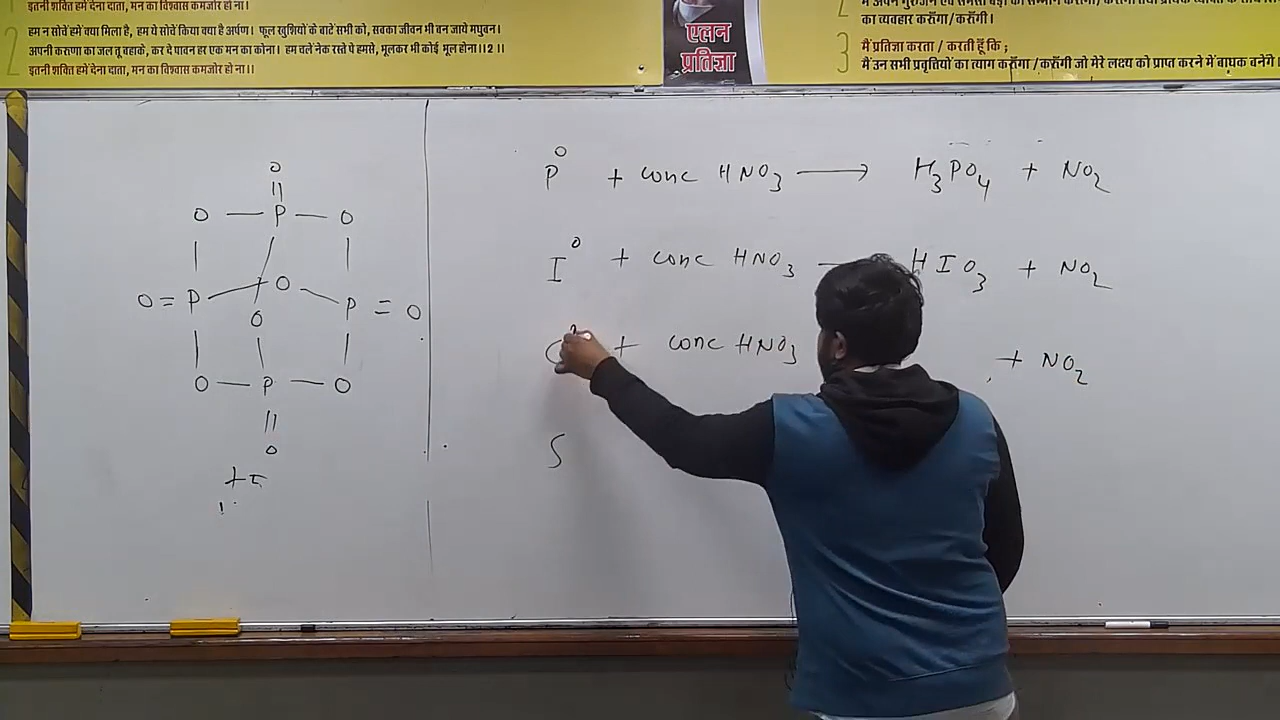 इतनी शक्ति हमें देना दाता, मन का विश्वास कमजोर हो ना।
2 हम न सोचें हमें क्या मिला है, हम ये सोचें किया क्या है अर्पण। फूल खुशियों के बाटें सभी को, सबका जीवन भी बन जाये मधुबन।
अपनी करुणा का जल तू बहाके, कर दे पावन हर एक मन का कोना। हम चलें नेक रस्ते पे हमसे, भूलकर भी कोई भूल हो ना।।2।।
इतनी शक्ति हमें देना दाता, मन का विश्वास कमजोर हो ना।।
एलन
प्रतिज्ञा
का व्यवहार करूँगा / करूँगी।
3 मैं प्रतिज्ञा करता / करती हूँ कि ;
मैं उन सभी प्रवृत्तियों का त्याग करूँगा / करूँगी जो मेरे लक्ष्य को प्राप्त करने में बाधक बनेंगे।
O
||
O — P — O
| |
O = P O P = O
O
| | |
O — P — O
||
O
P⁰ + conc HNO₃ ⟶ H₃PO₄ + NO₂
I⁰ + conc HNO₃ HIO₃ + NO₂
+ conc HNO₃ + NO₂
S